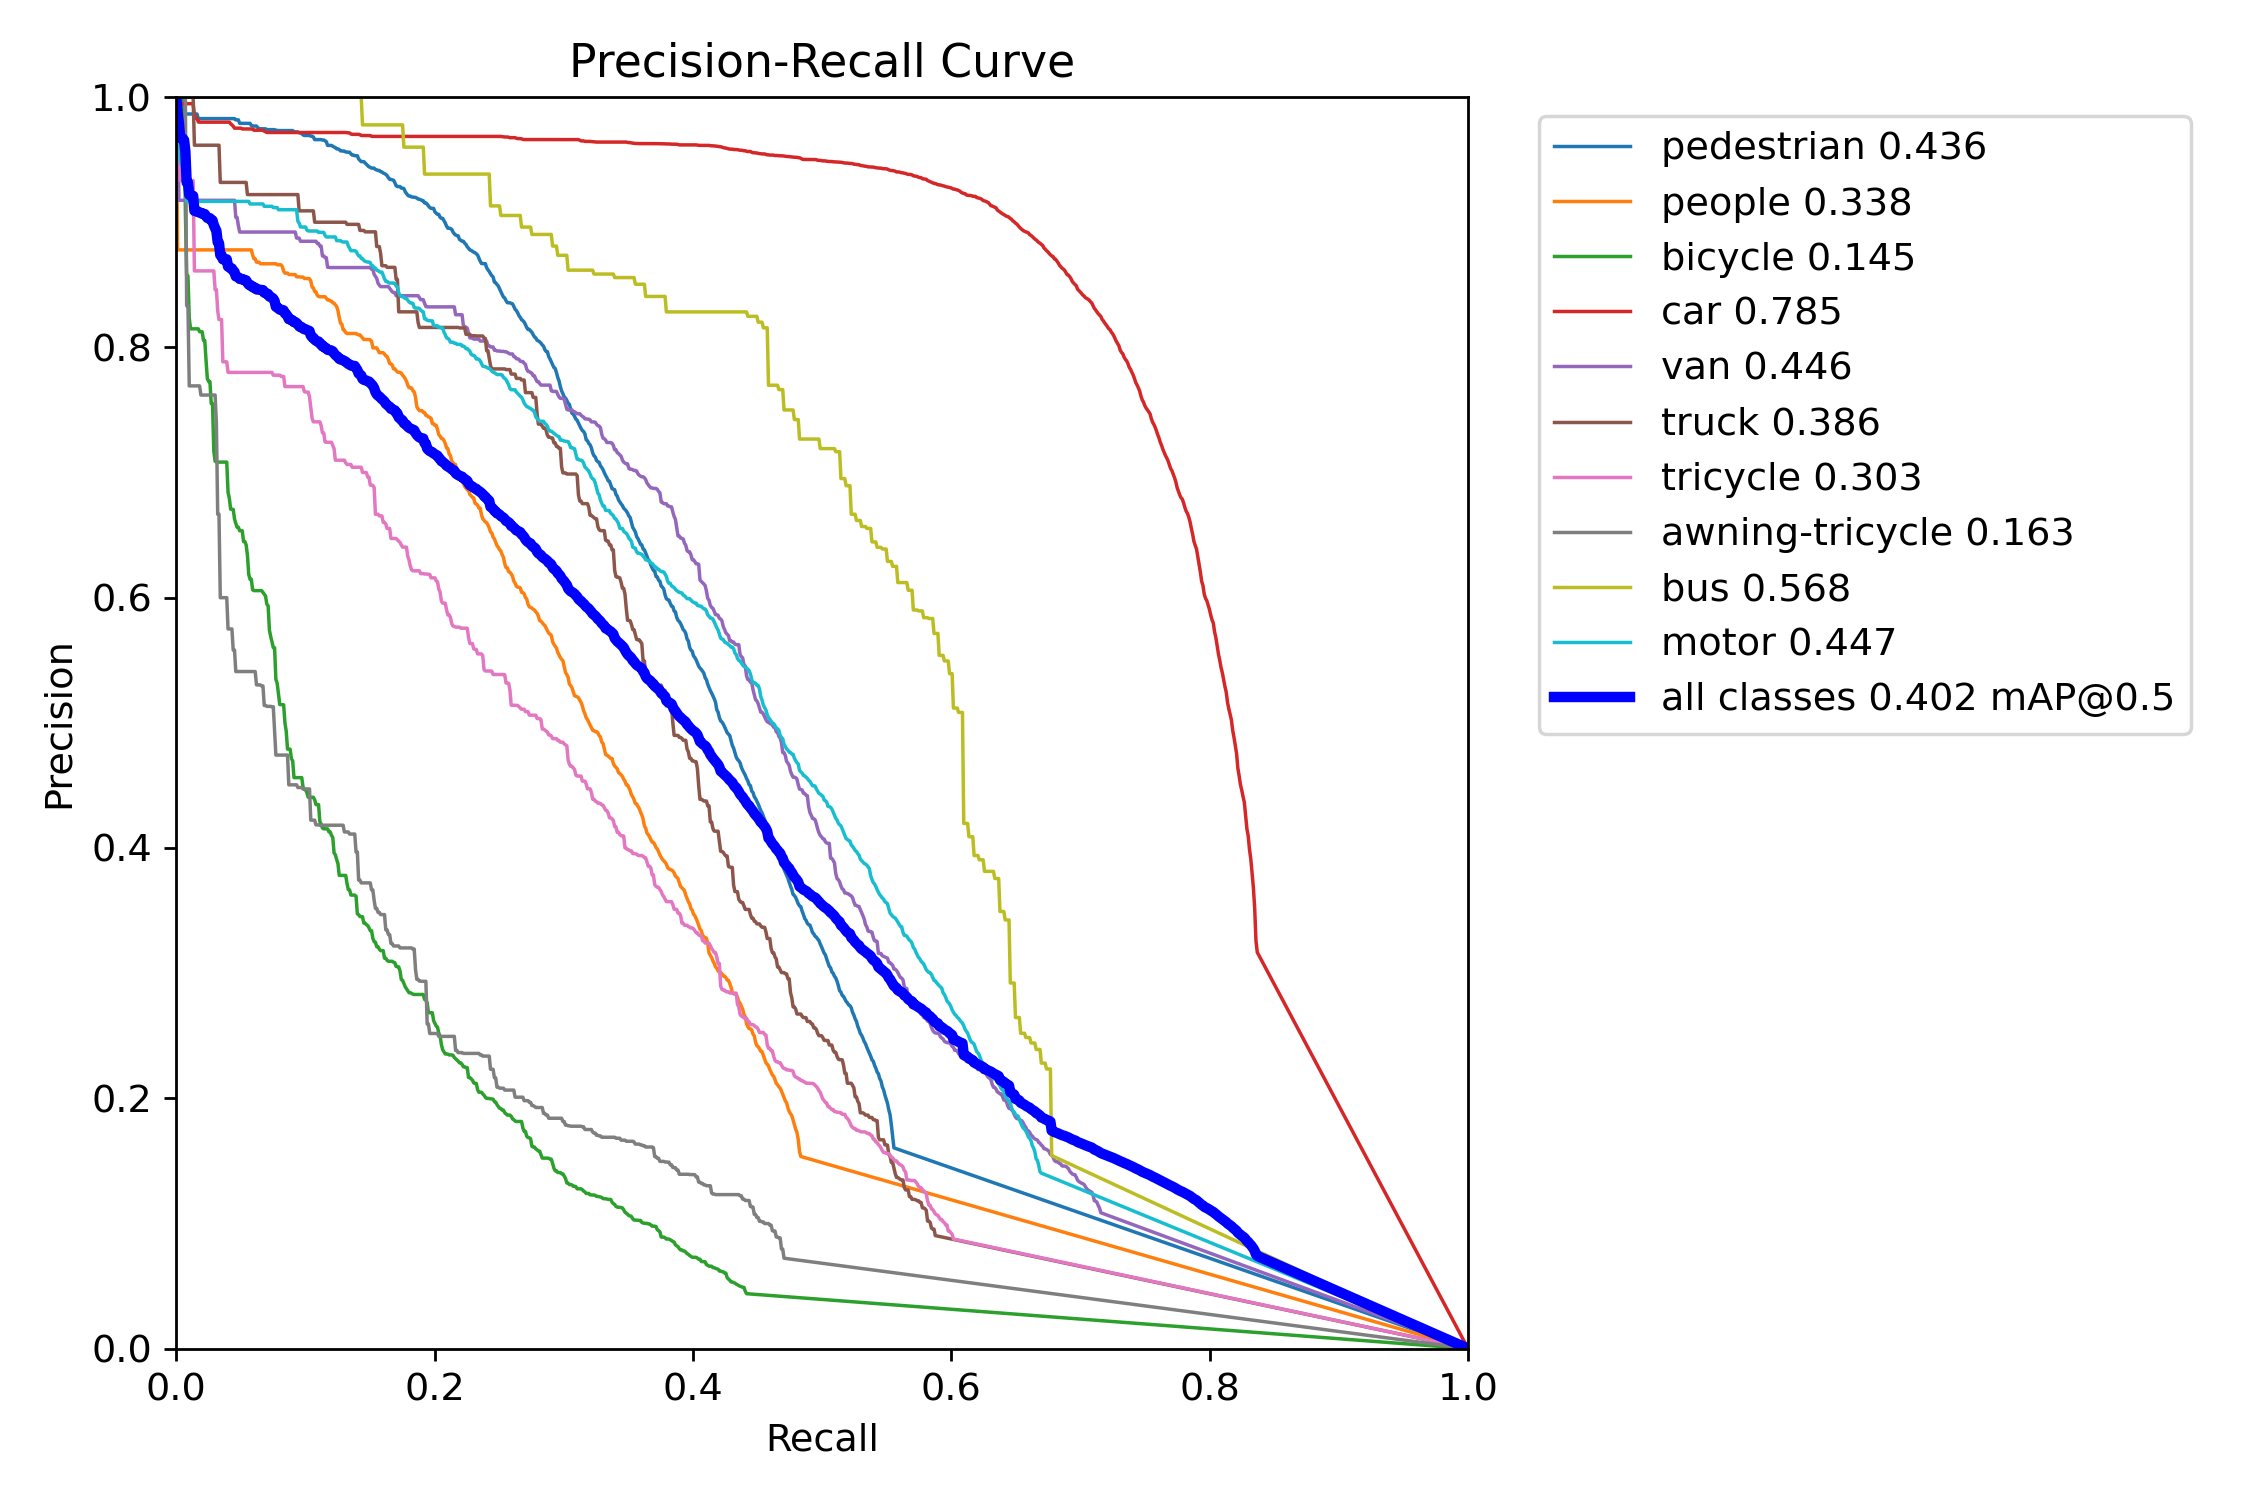 Precision-Recall Curve
1.0
0.8
0.6
0.4
0.2
0.0
Precision
0.0 0.2 0.4 0.6 0.8 1.0
Recall
pedestrian 0.436
people 0.338
bicycle 0.145
car 0.785
van 0.446
truck 0.386
tricycle 0.303
awning-tricycle 0.163
bus 0.568
motor 0.447
all classes 0.402 mAP@0.5